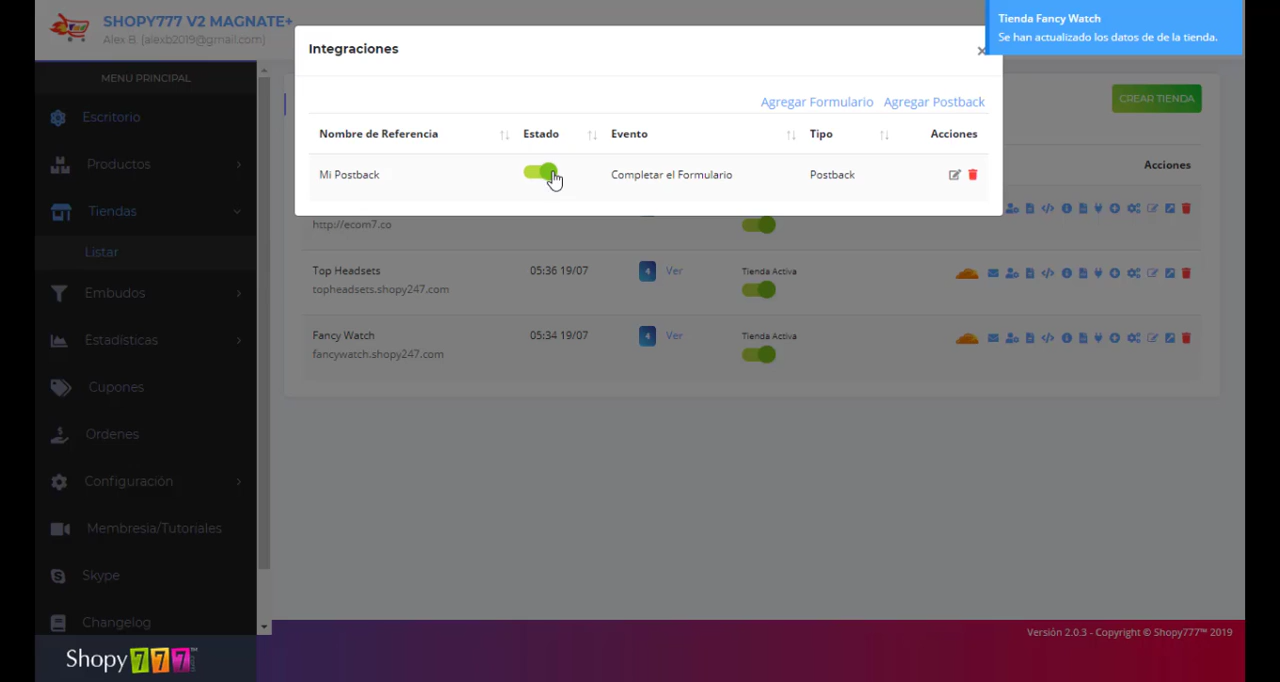 SHOPY777 V2 MAGNATE+
Alex B. [alexb2019@gmail.com]
Tienda Fancy Watch
Se han actualizado los datos de de la tienda.
MENU PRINCIPAL
Escritorio
Productos
Tiendas
Listar
Embudos
Estadísticas
Cupones
Ordenes
Configuración
Membresia/Tutoriales
Skype
Changelog
Shopy777™
Integraciones
×
Agregar Formulario Agregar Postback
Nombre de Referencia Estado Evento Tipo Acciones
Mi Postback Completar el Formulario Postback
CREAR TIENDA
Acciones
http://ecom7.co
Top Headsets 05:36 19/07 4 Ver Tienda Activa
topheadsets.shopy247.com
Fancy Watch 05:34 19/07 4 Ver Tienda Activa
fancywatch.shopy247.com
Versión 2.0.3 - Copyright © Shopy777™ 2019